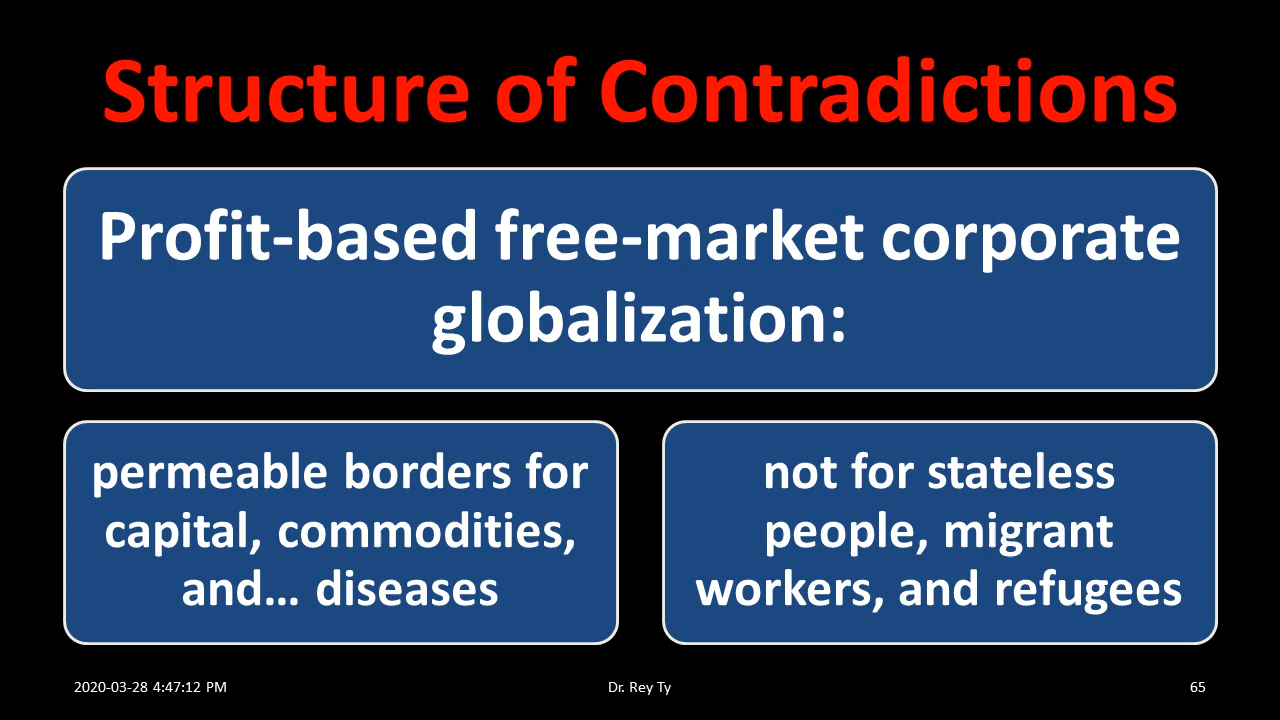 Structure of Contradictions
Profit-based free-market corporate
globalization:
permeable borders for
capital, commodities,
and... diseases
not for stateless
people, migrant
workers, and refugees
2020-03-28 4:47:12 PM
Dr. Rey Ty
65